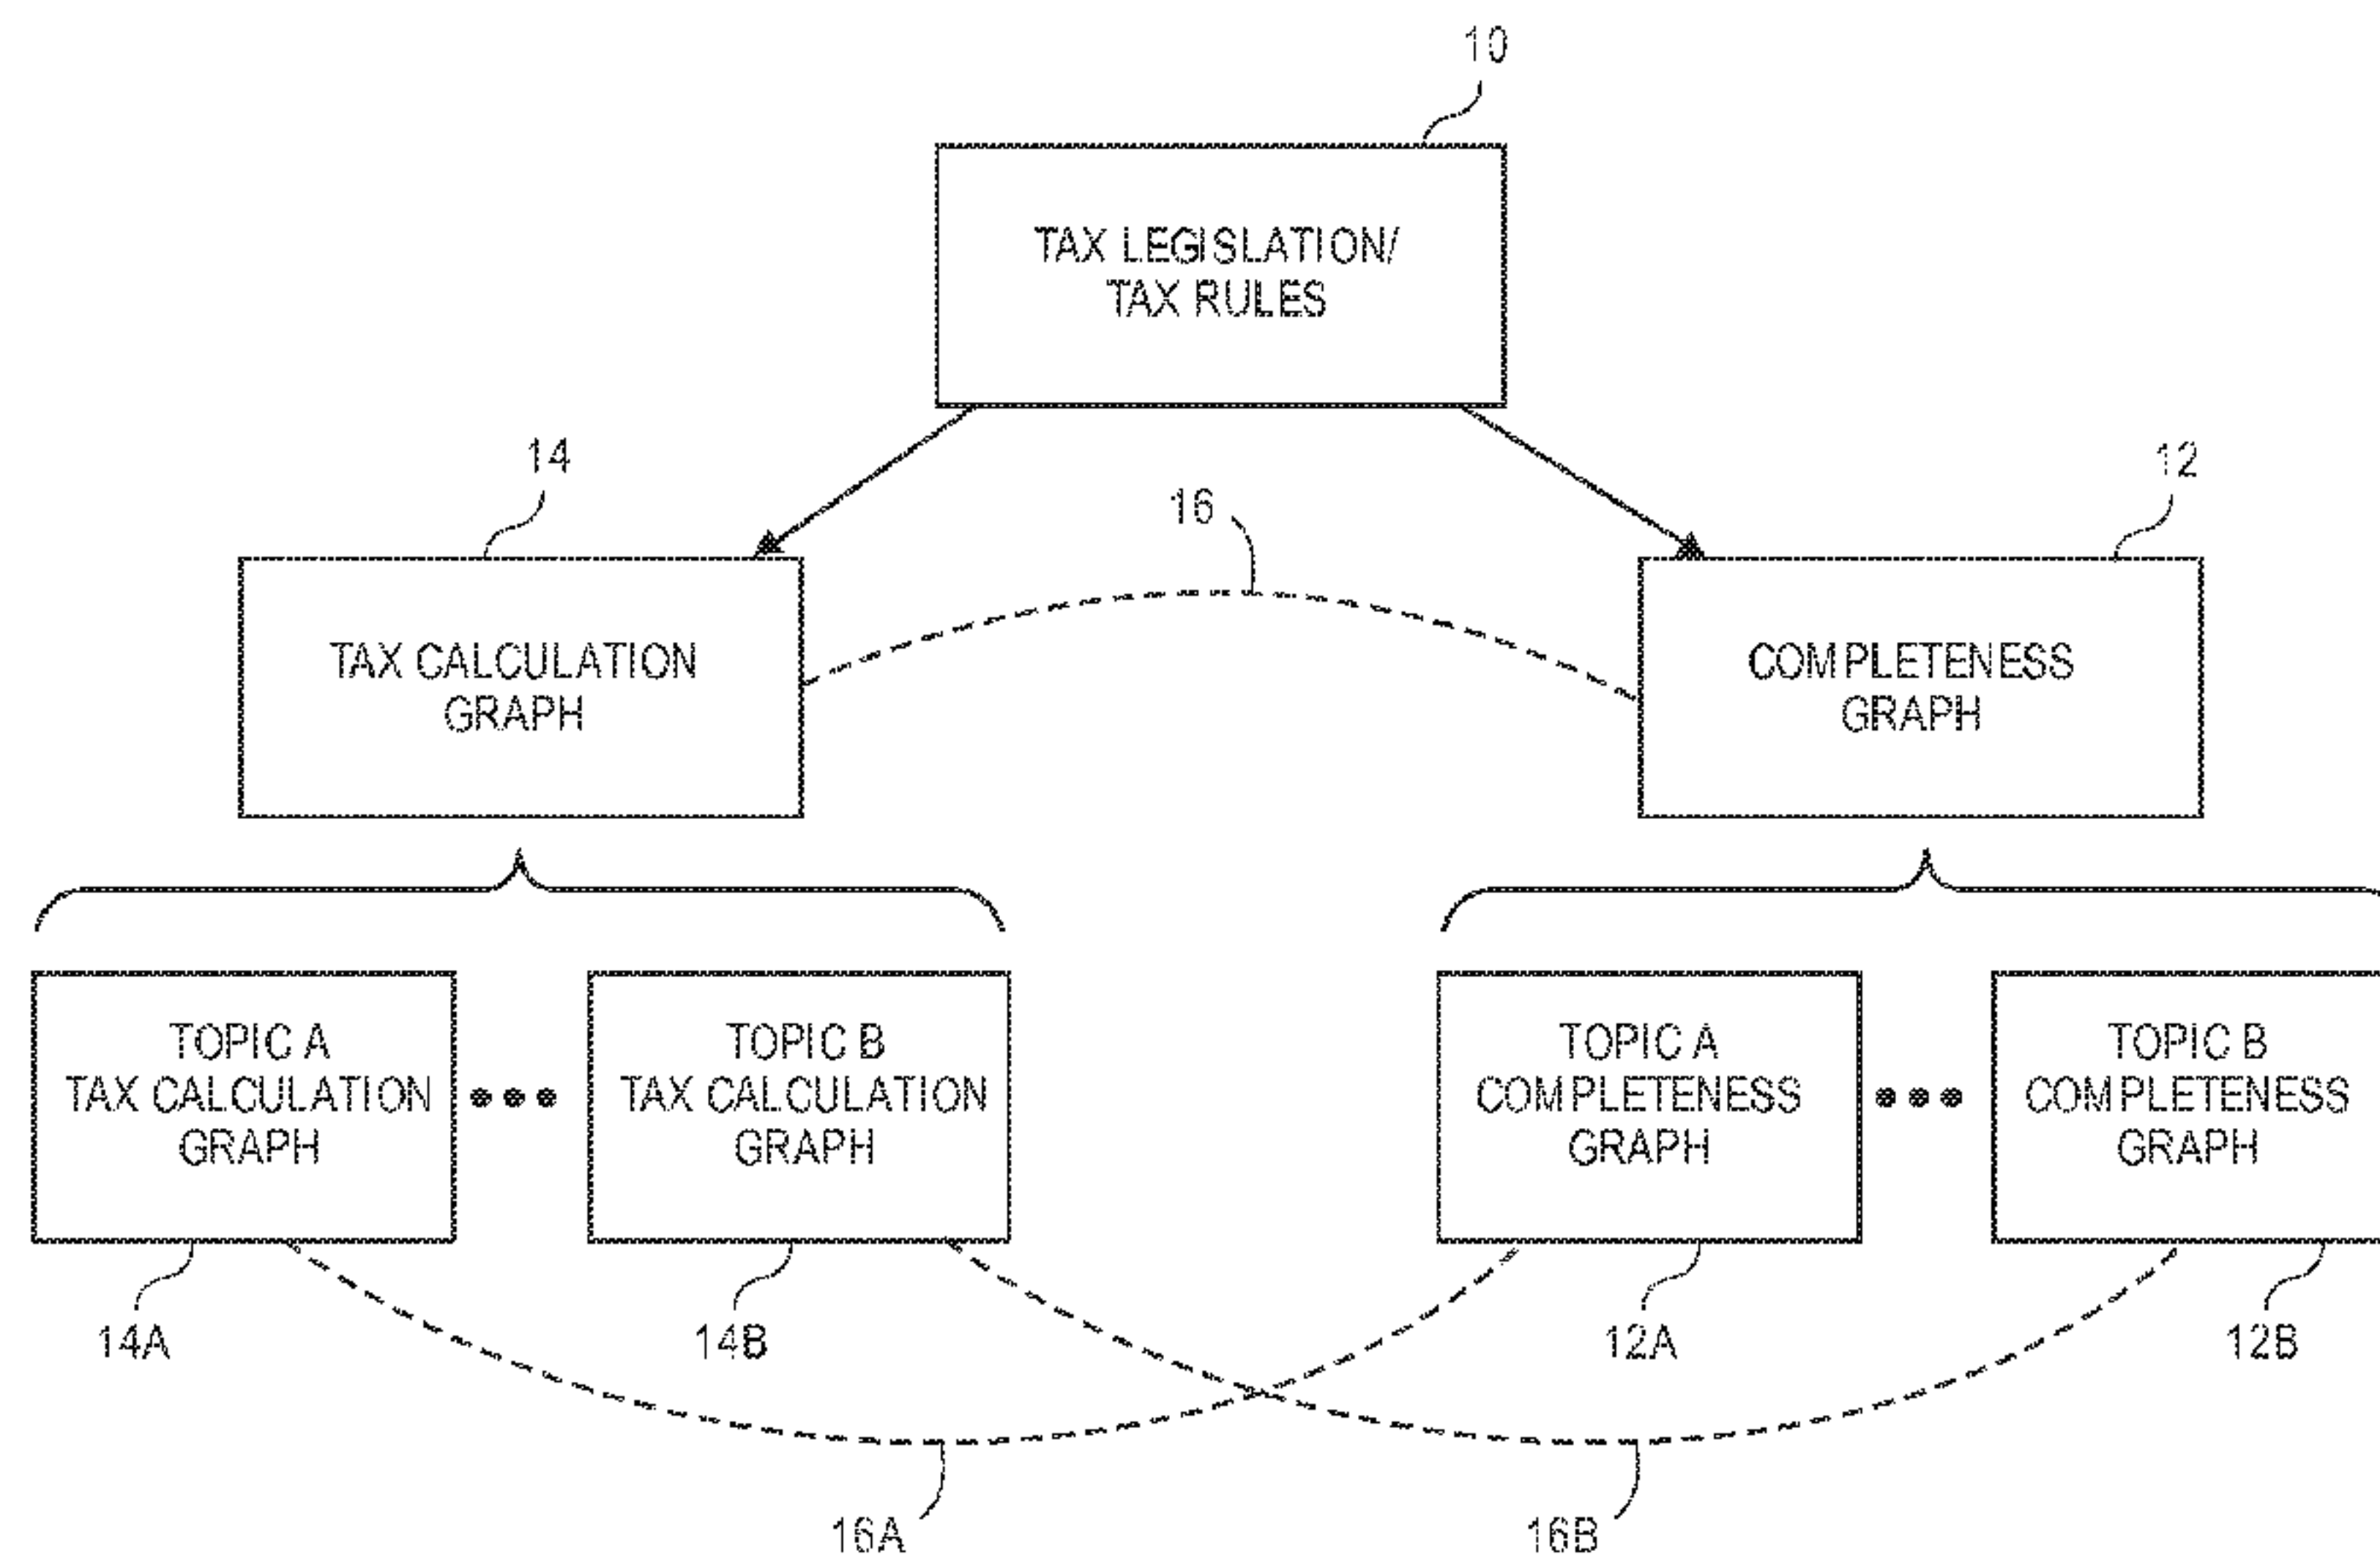 10
TAX LEGISLATION/
TAX RULES
14
16
12
TAX CALCULATION
GRAPH
COMPLETENESS
GRAPH
TOPIC A
TAX CALCULATION
GRAPH
TOPIC B
TAX CALCULATION
GRAPH
TOPIC A
COMPLETENESS
GRAPH
TOPIC B
COMPLETENESS
GRAPH
14A
14B
12A
12B
16A
16B